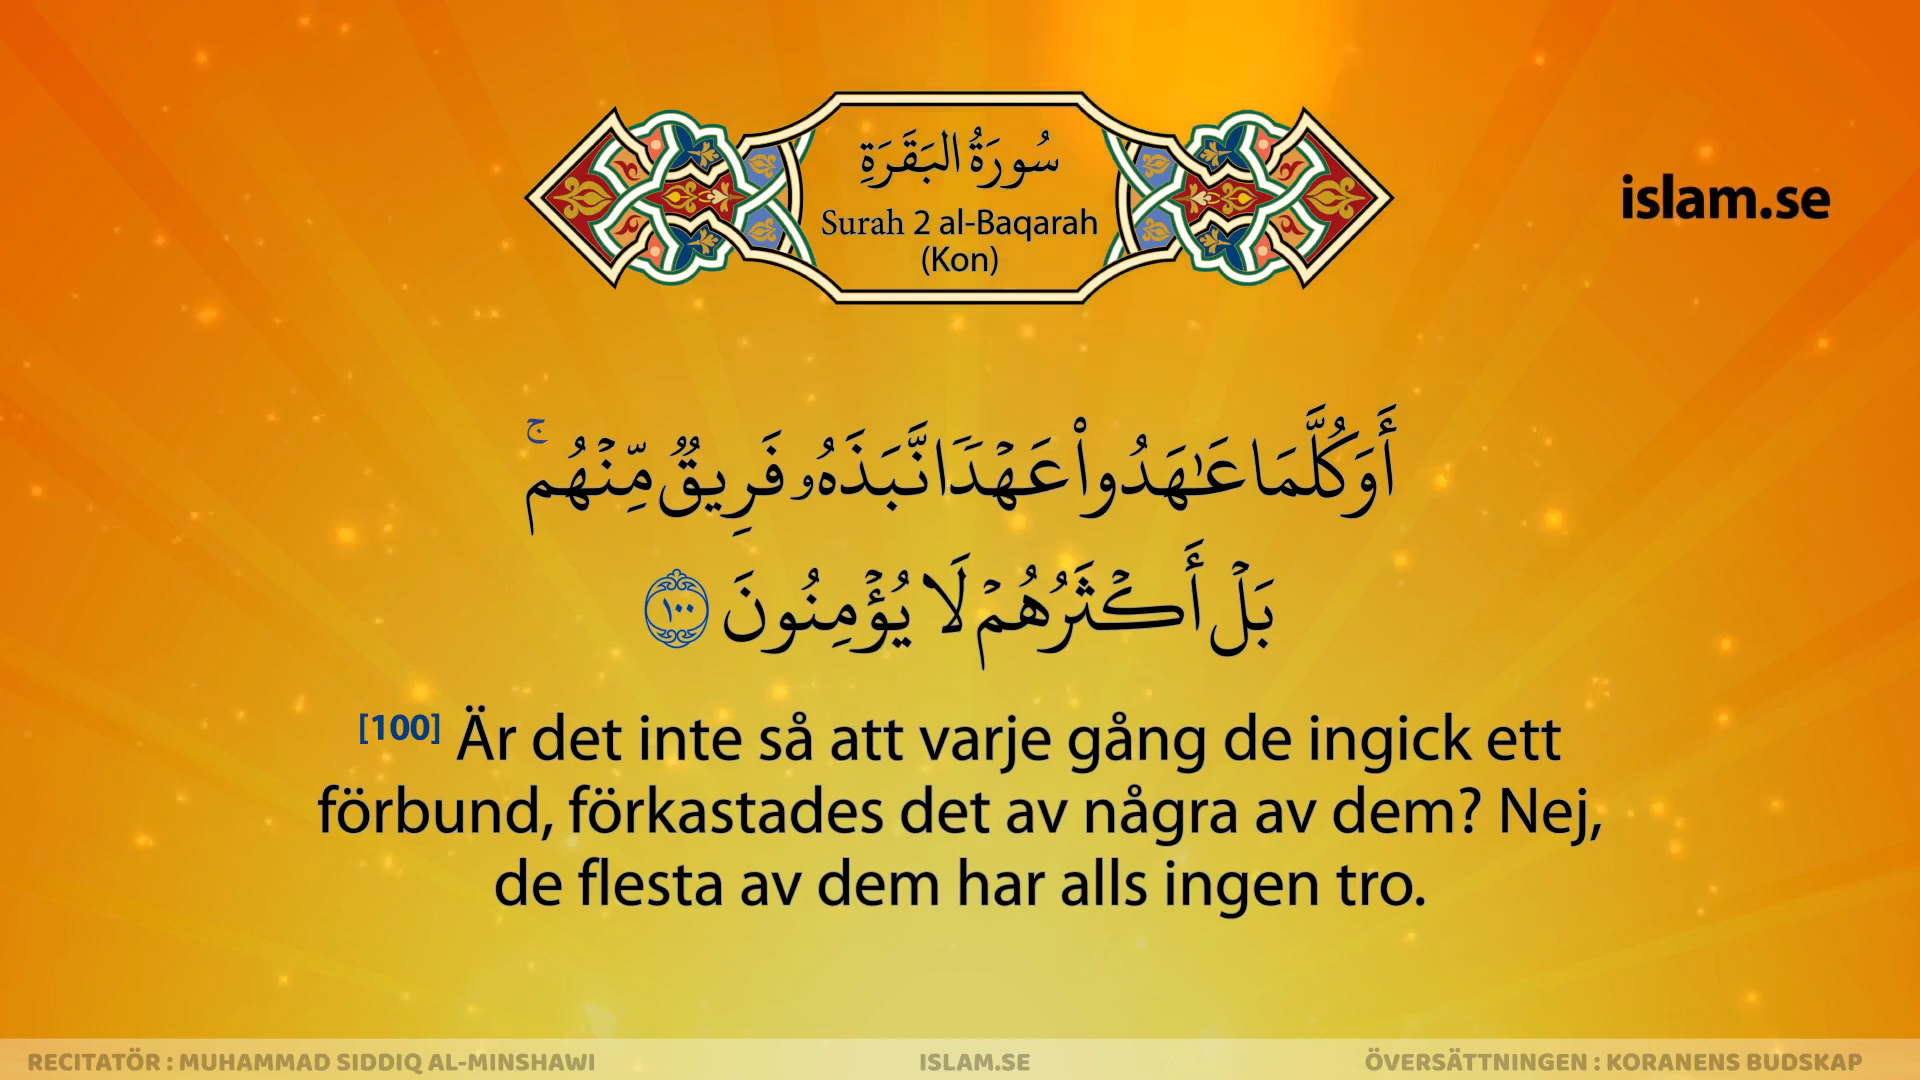 سُورَةُ البَقَرَةِ
Surah 2 al-Baqarah
(Kon)
islam.se
أَوَكُلَّمَا عَـٰهَدُوا۟ عَهۡدࣰا نَّبَذَهُۥ فَرِیقࣱ مِّنۡهُمۚ
بَلۡ أَكۡثَرُهُمۡ لَا یُؤۡمِنُونَ ١٠٠
[100] Är det inte så att varje gång de ingick ett
förbund, förkastades det av några av dem? Nej,
de flesta av dem har alls ingen tro.
RECITATÖR : MUHAMMAD SIDDIQ AL-MINSHAWI
ISLAM.SE
ÖVERSÄTTNINGEN : KORANENS BUDSKAP